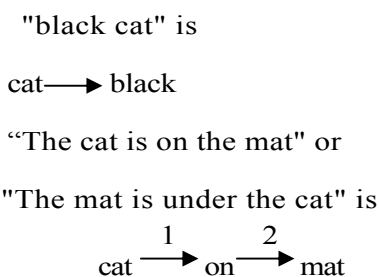 "black cat" is
cat → black
“The cat is on the mat" or
"The mat is under the cat" is
1 2
cat → on → mat